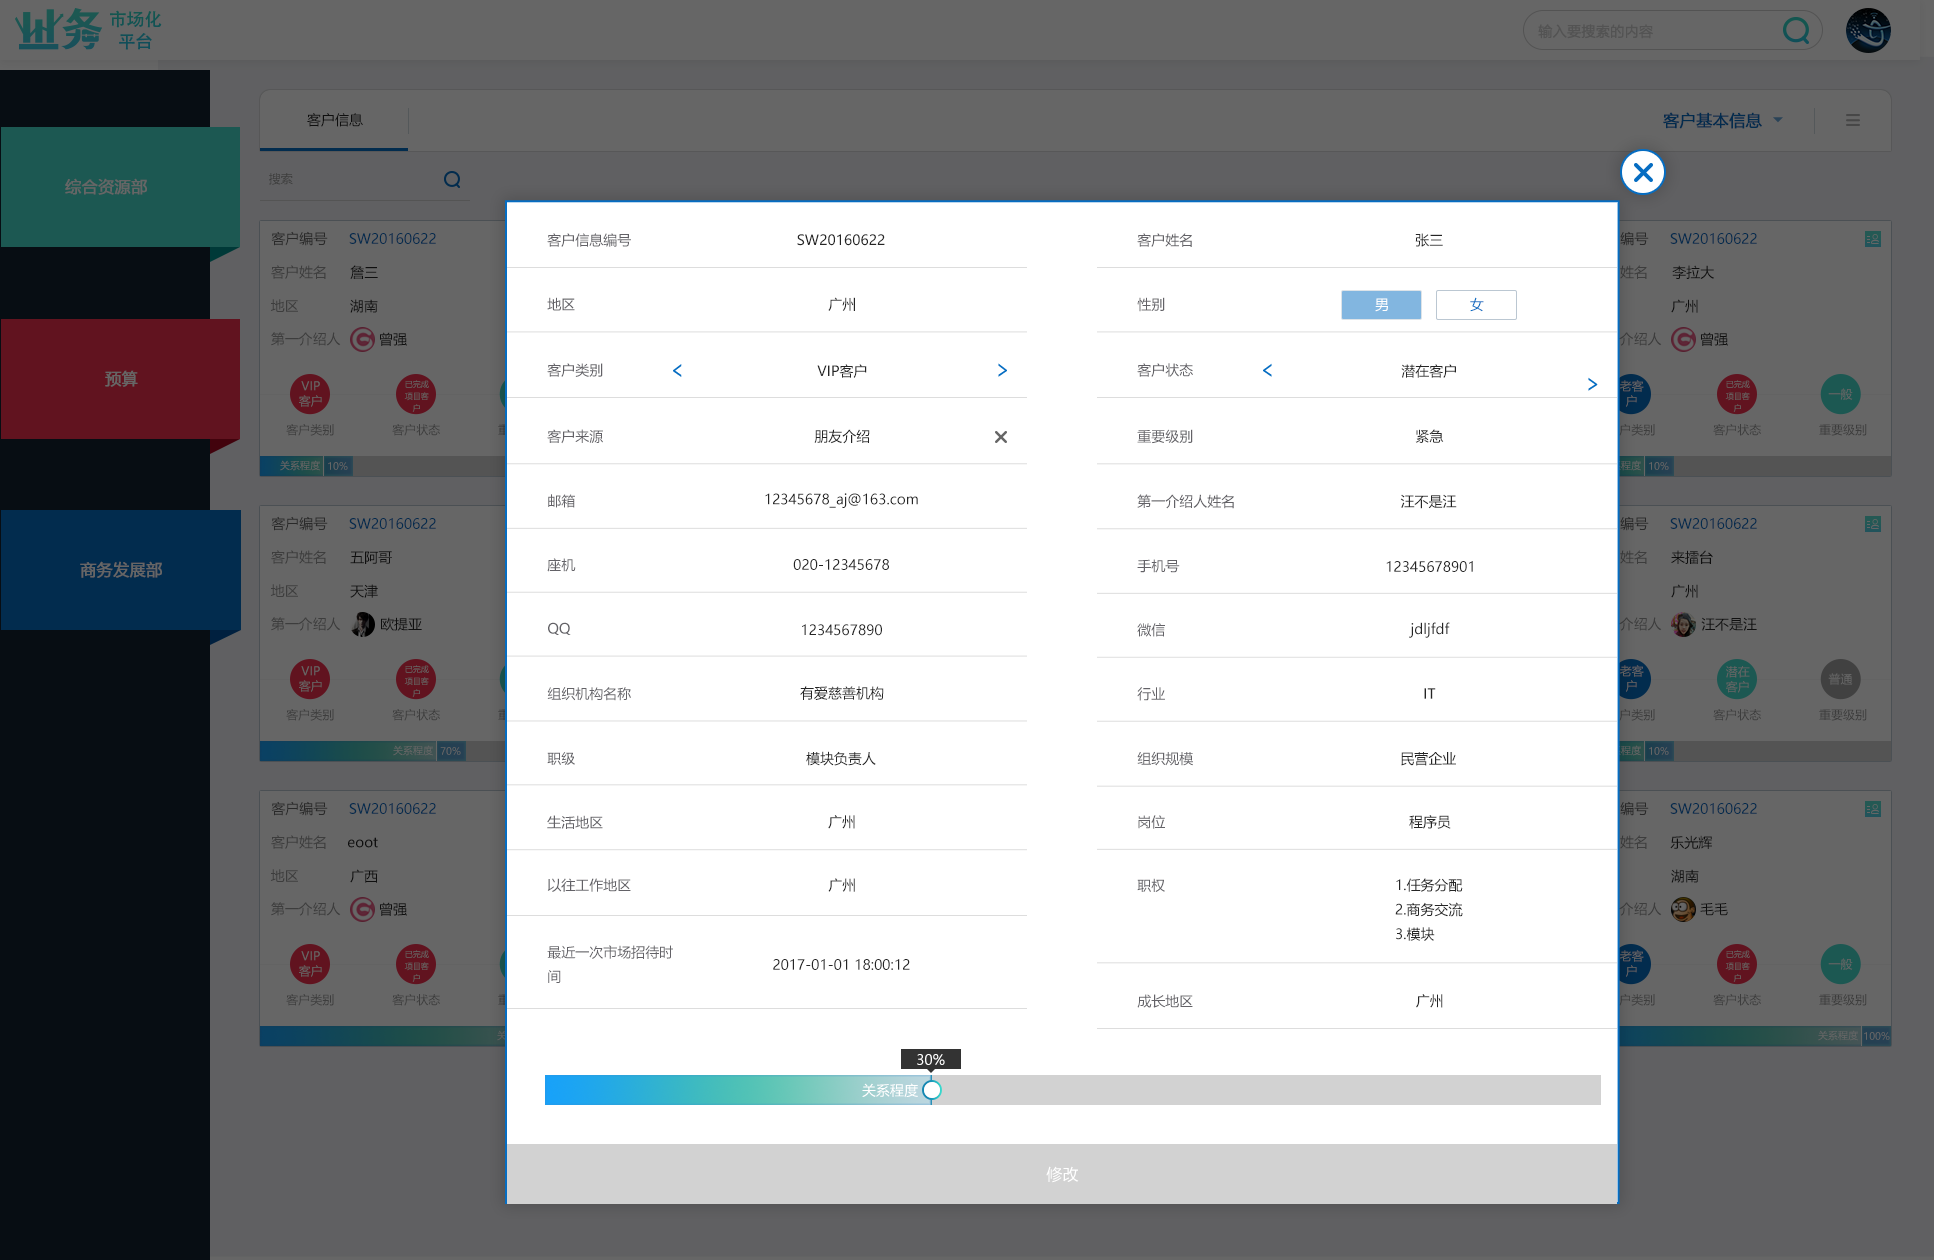 业务 市场化
平台
输入要搜索的内容
客户信息
客户基本信息
搜索
综合资源部
预算
商务发展部
客户编号 SW20160622
客户姓名 詹三
地区 湖南
第一介绍人 曾强
VIP
客户
已完成
项目客
户
客户类别 客户状态
关系程度 10%
客户编号 SW20160622
客户姓名 五阿哥
地区 天津
第一介绍人 欧提亚
VIP
客户
已完成
项目客
户
客户类别 客户状态
关系程度 70%
客户编号 SW20160622
客户姓名 eoot
地区 广西
第一介绍人 曾强
VIP
客户
已完成
项目客
户
客户类别 客户状态
客户信息编号 SW20160622
客户姓名 张三
地区 广州
性别 男 女
客户类别 < VIP客户 >
客户状态 < 潜在客户 >
客户来源 朋友介绍
重要级别 紧急
邮箱 12345678_aj@163.com
第一介绍人姓名 汪不是汪
座机 020-12345678
手机号 12345678901
QQ 1234567890
微信 jdljfdf
组织机构名称 有爱慈善机构
行业 IT
职级 模块负责人
组织规模 民营企业
生活地区 广州
岗位 程序员
以往工作地区 广州
职权 1.任务分配
2.商务交流
3.模块
最近一次市场招待时
间
2017-01-01 18:00:12
成长地区 广州
30%
关系程度
修改
编号 SW20160622
姓名 李拉大
广州
介绍人 曾强
老客
户
已完成
项目客
户
一般
户类别 客户状态 重要级别
程度 10%
编号 SW20160622
姓名 来擂台
广州
介绍人 汪不是汪
老客
户
潜在
客户
普通
户类别 客户状态 重要级别
程度 10%
编号 SW20160622
姓名 乐光辉
湖南
介绍人 毛毛
老客
户
已完成
项目客
户
一般
户类别 客户状态 重要级别
关系程度 100%